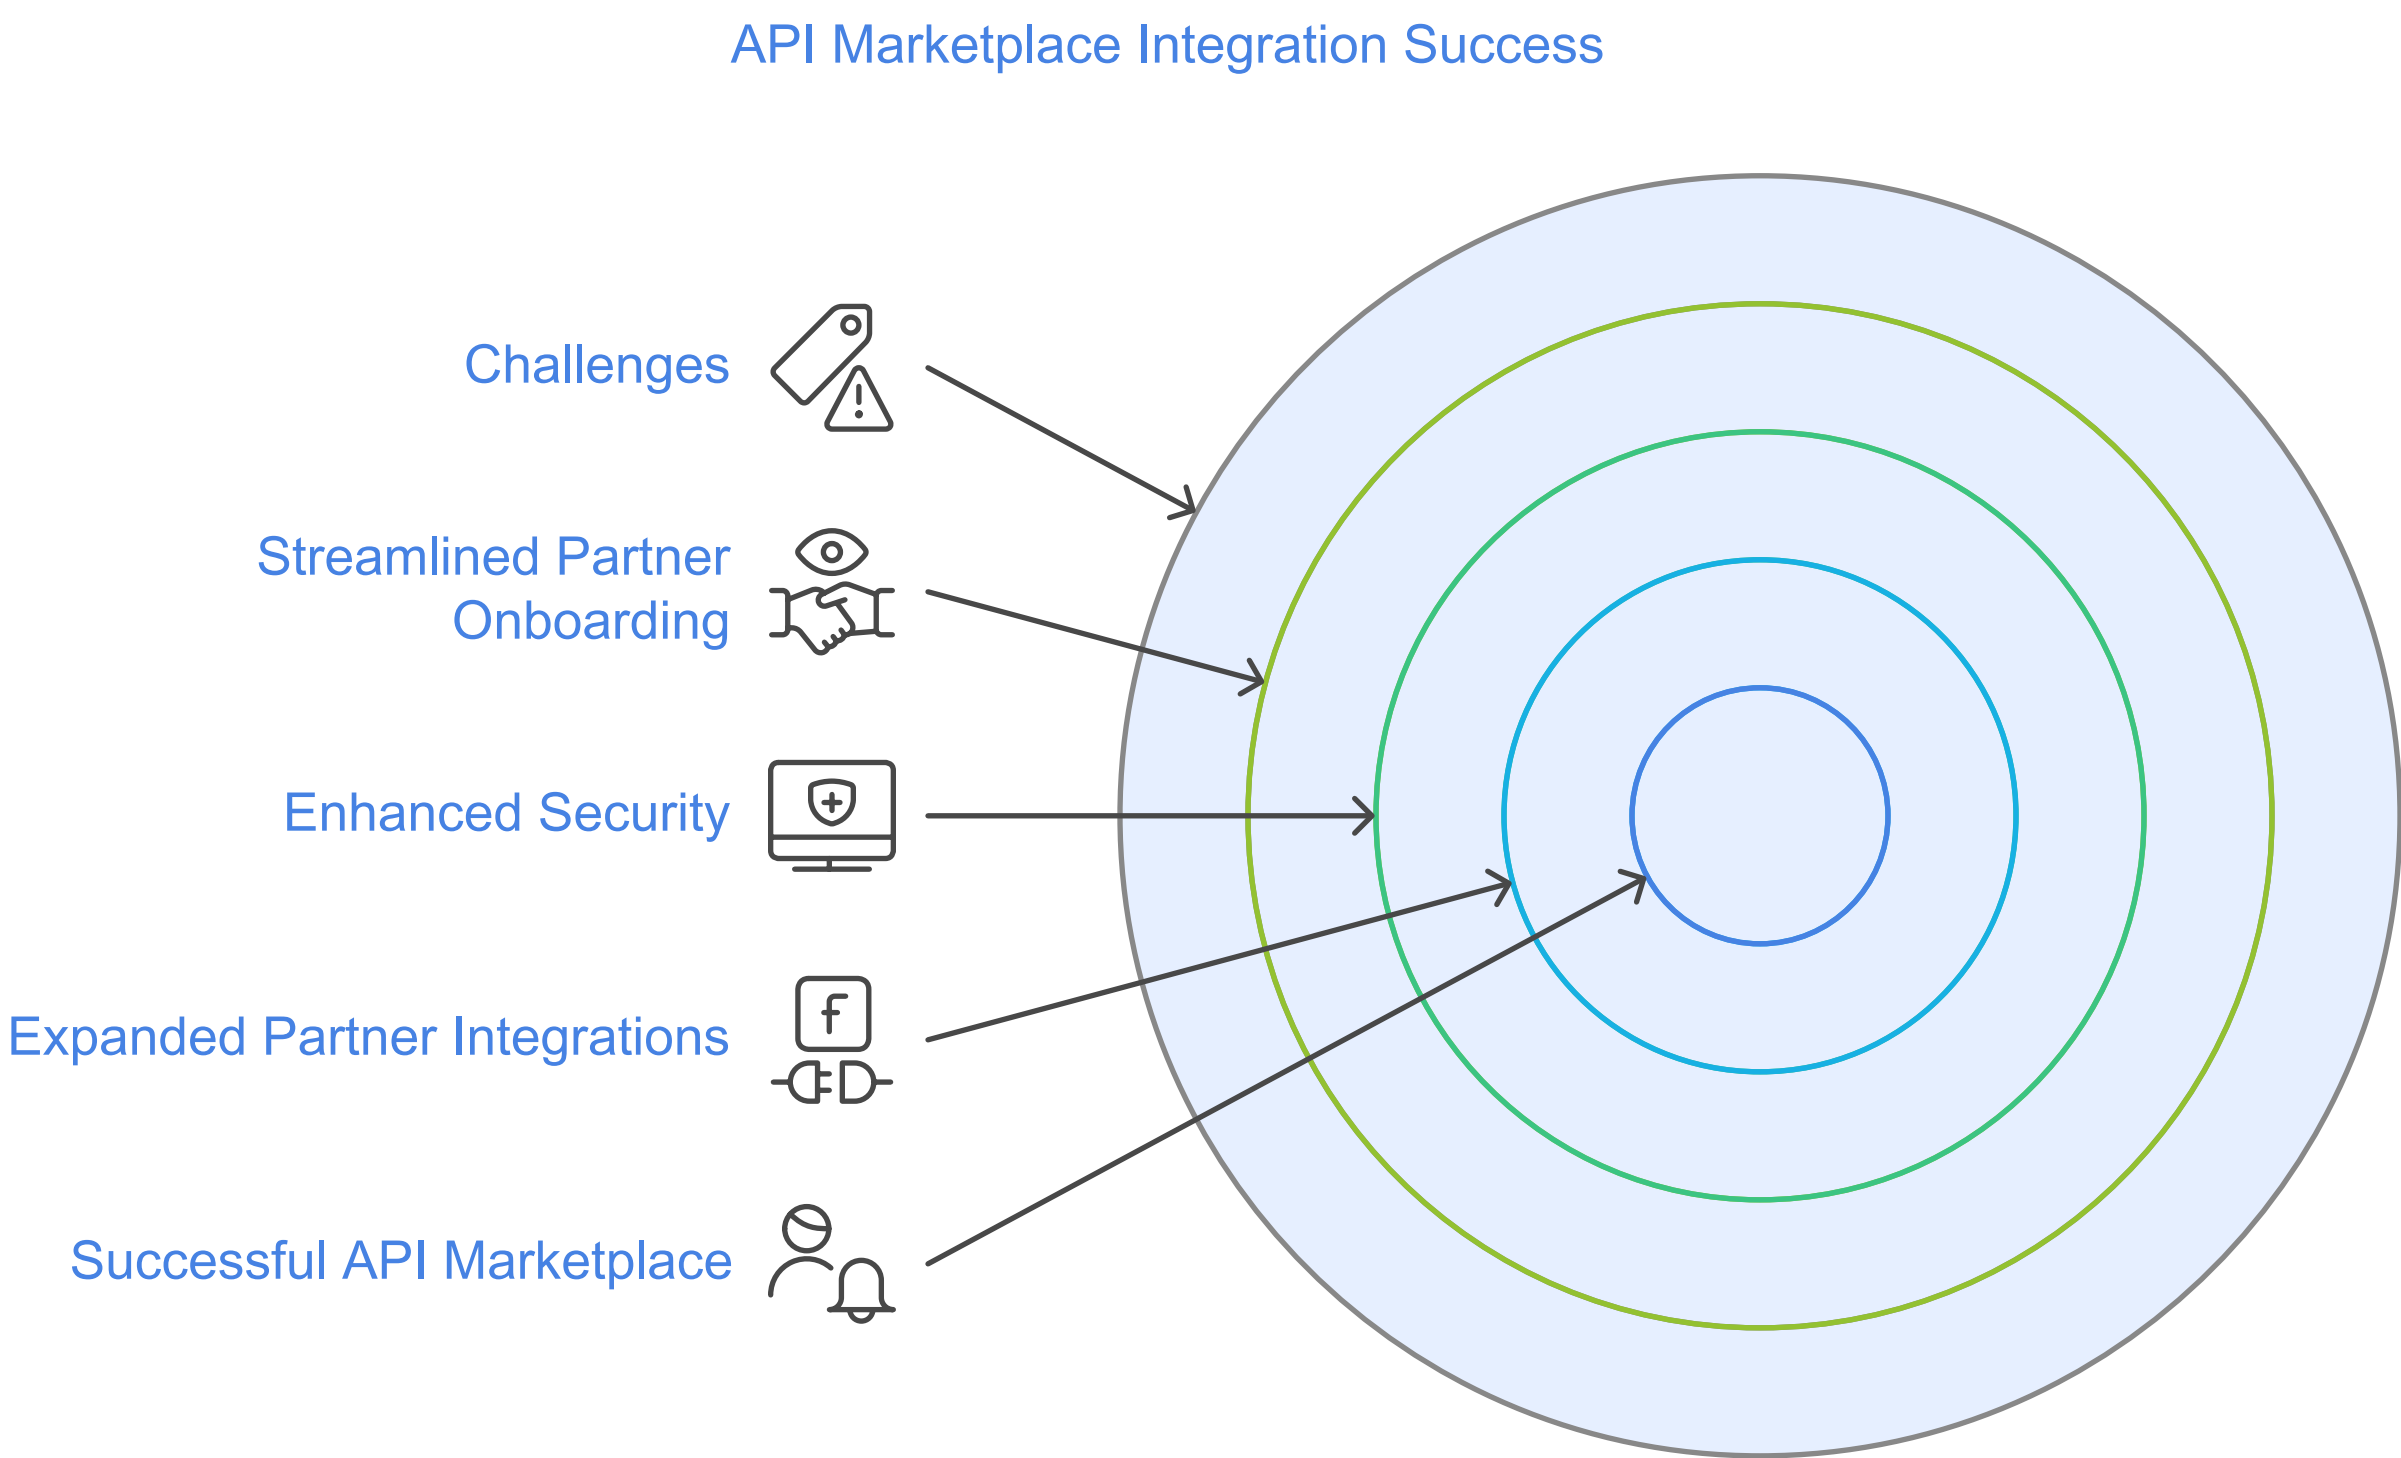 API Marketplace Integration Success
Challenges
Streamlined Partner
Onboarding
Enhanced Security
Expanded Partner Integrations
f
Successful API Marketplace